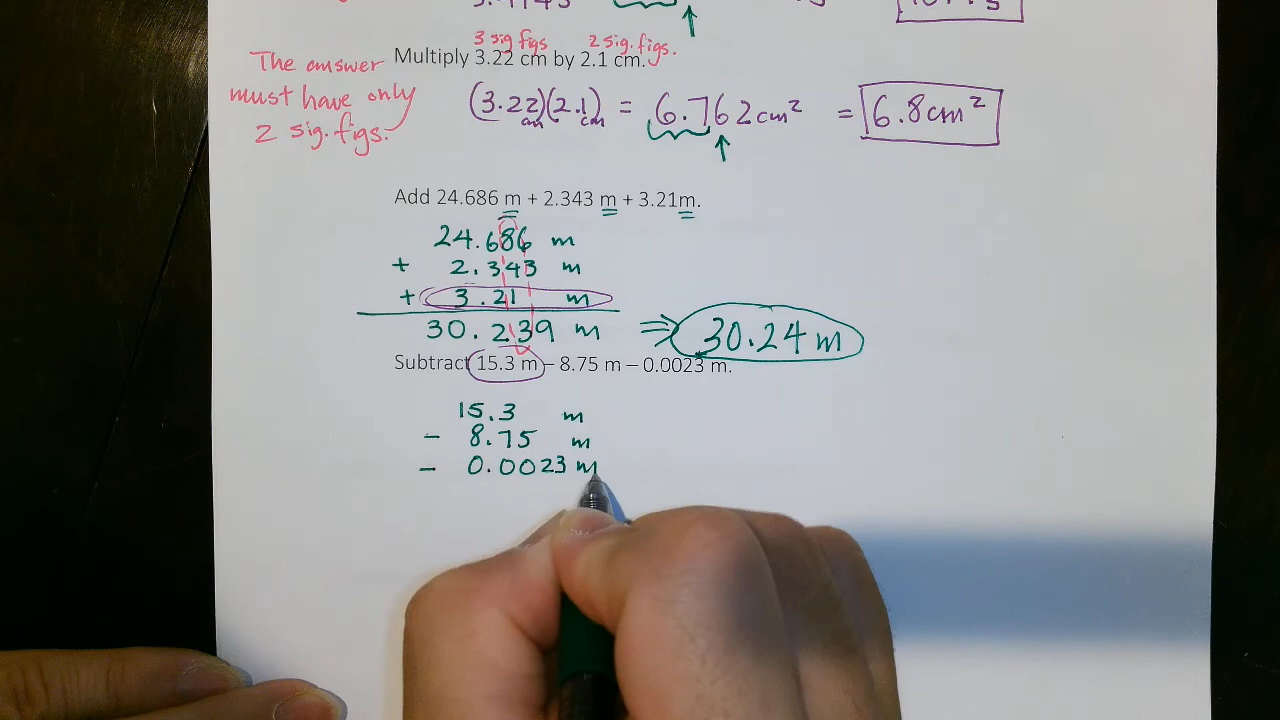 3 sig figs 2 sig. figs.
Multiply 3.22 cm by 2.1 cm.
The answer
must have only
2 sig. figs.
(3.22 cm)(2.1 cm) = 6.762 cm² = 6.8 cm²
Add 24.686 m + 2.343 m + 3.21m.
24.686 m
+ 2.343 m
+ 3.21 m
30.239 m ⇒ 30.24 m
Subtract 15.3 m – 8.75 m – 0.0023 m.
15.3 m
- 8.75 m
- 0.0023 m